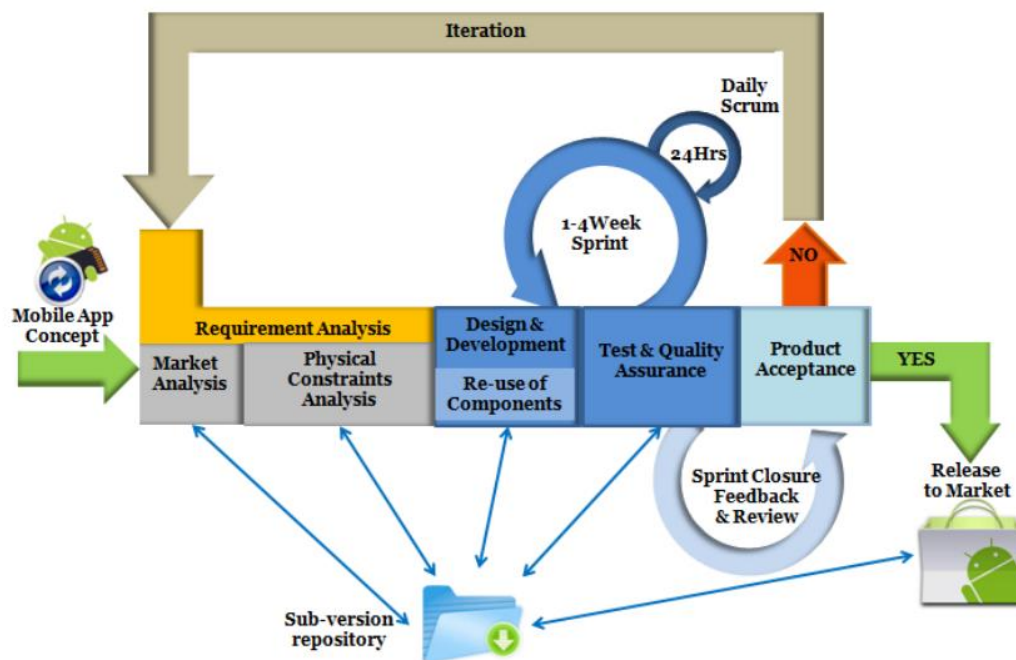 Iteration
Daily
Scrum
24Hrs
1-4Week
Sprint
Mobile App
Concept
NO
Requirement Analysis
Market
Analysis
Physical
Constraints
Analysis
Design &
Development
Re-use of
Components
Test & Quality
Assurance
Product
Acceptance
YES
Sprint Closure
Feedback
& Review
Release
to Market
Sub-version
repository